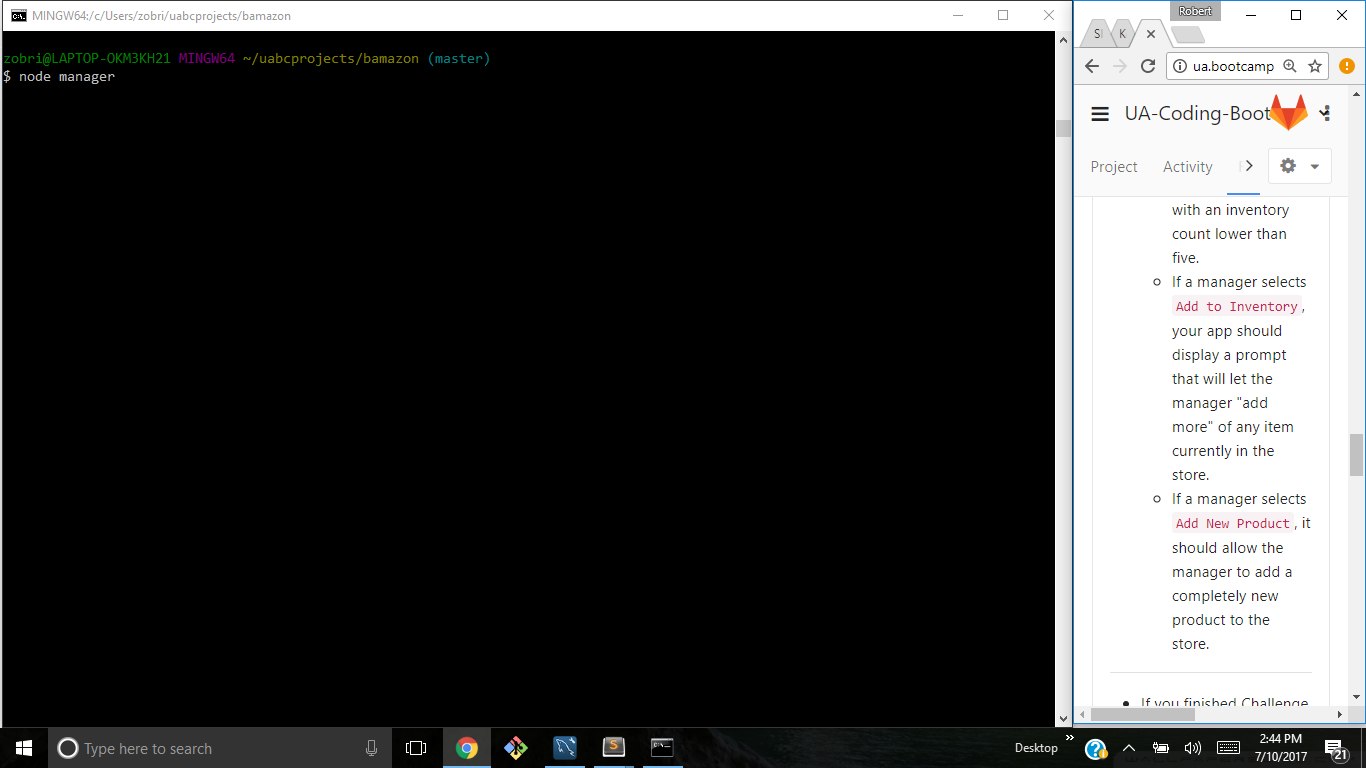 MINGW64:/c/Users/zobri/uabcprojects/bamazon
zobri@LAPTOP-OKM3KH21 MINGW64 ~/uabcprojects/bamazon (master)
$ node manager
Robert
S
K
ua.bootcamp
UA-Coding-Boot
Project
Activity
with an inventory
count lower than
five.
If a manager selects
Add to Inventory,
your app should
display a prompt
that will let the
manager "add
more" of any item
currently in the
store.
If a manager selects
Add New Product, it
should allow the
manager to add a
completely new
product to the
store.
If you finished Challenge
Type here to search
Desktop
2:44 PM
7/10/2017
21